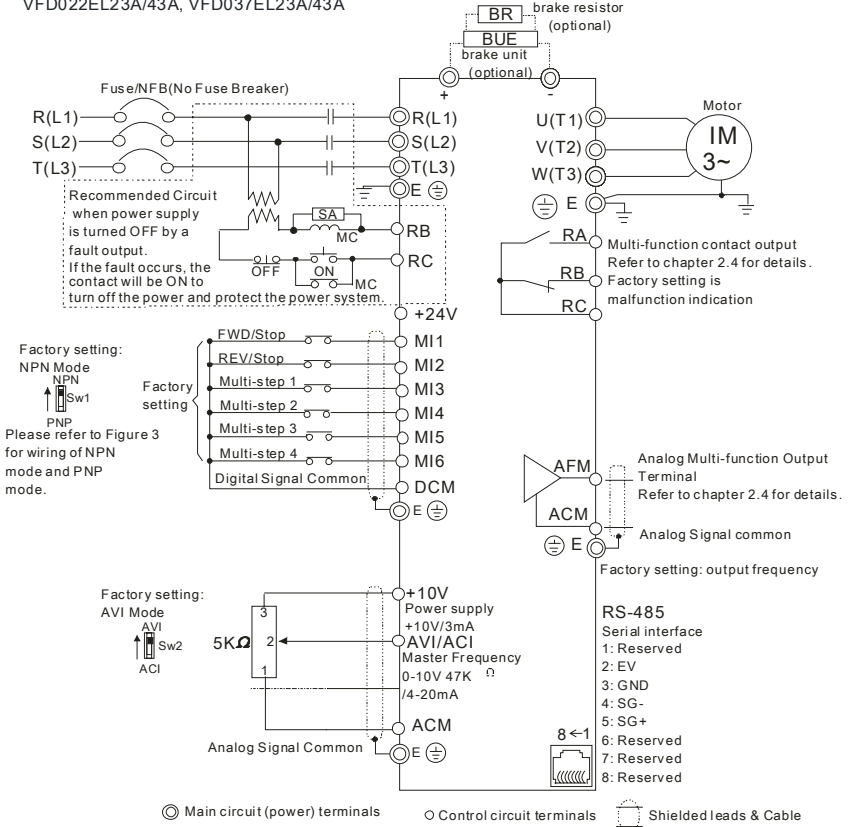 VFD022EL23A/43A, VFD037EL23A/43A
BR
brake resistor
(optional)
BUE
brake unit
(optional)
+
-
Fuse/NFB(No Fuse Breaker)
R(L1)
S(L2)
T(L3)
R(L1)
S(L2)
T(L3)
E
Recommended Circuit
when power supply
is turned OFF by a
fault output.
If the fault occurs, the
contact will be ON to
turn off the power and protect the power system.
SA
MC
OFF
ON
MC
RB
RC
U(T1)
V(T2)
W(T3)
E
Motor
IM
3~
RA
RB
RC
Multi-function contact output
Refer to chapter 2.4 for details.
Factory setting is
malfunction indication
+24V
FWD/Stop
MI1
REV/Stop
MI2
Multi-step 1
MI3
Multi-step 2
MI4
Multi-step 3
MI5
Multi-step 4
MI6
Digital Signal Common
DCM
E
Factory
setting
Factory setting:
NPN Mode
NPN
Sw1
PNP
Please refer to Figure 3
for wiring of NPN
mode and PNP
mode.
AFM
ACM
E
Analog Multi-function Output
Terminal
Refer to chapter 2.4 for details.
Analog Signal common
Factory setting: output frequency
Factory setting:
AVI Mode
AVI
Sw2
ACI
5KΩ
3
2
1
+10V
Power supply
+10V/3mA
AVI/ACI
Master Frequency
0-10V 47K Ω
/4-20mA
ACM
Analog Signal Common
E
RS-485
Serial interface
1: Reserved
2: EV
3: GND
4: SG-
5: SG+
6: Reserved
7: Reserved
8: Reserved
8←1
Main circuit (power) terminals
Control circuit terminals
Shielded leads & Cable